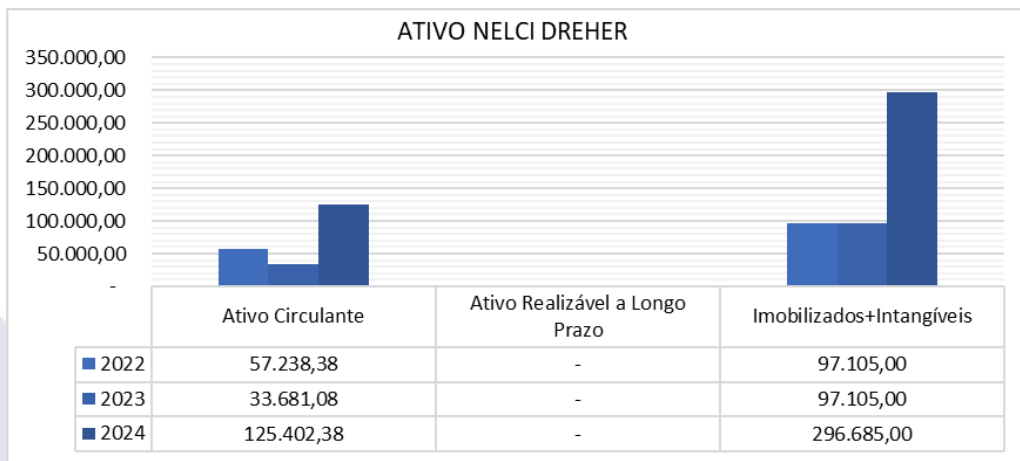 ATIVO NELCI DREHER
350.000,00
300.000,00
250.000,00
200.000,00
150.000,00
100.000,00
50.000,00
-
Ativo Circulante
Ativo Realizável a Longo
Prazo
Imobilizados+Intangíveis
2022 57.238,38 - 97.105,00
2023 33.681,08 - 97.105,00
2024 125.402,38 - 296.685,00